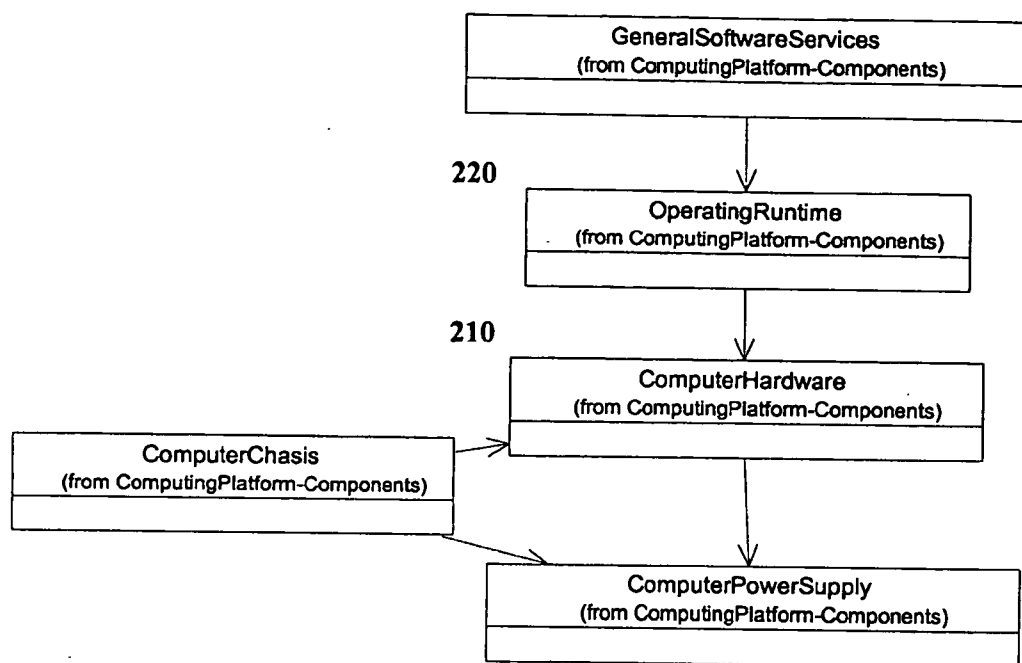 GeneralSoftwareServices
(from ComputingPlatform-Components)
220
OperatingRuntime
(from ComputingPlatform-Components)
210
ComputerHardware
(from ComputingPlatform-Components)
ComputerChasis
(from ComputingPlatform-Components)
ComputerPowerSupply
(from ComputingPlatform-Components)